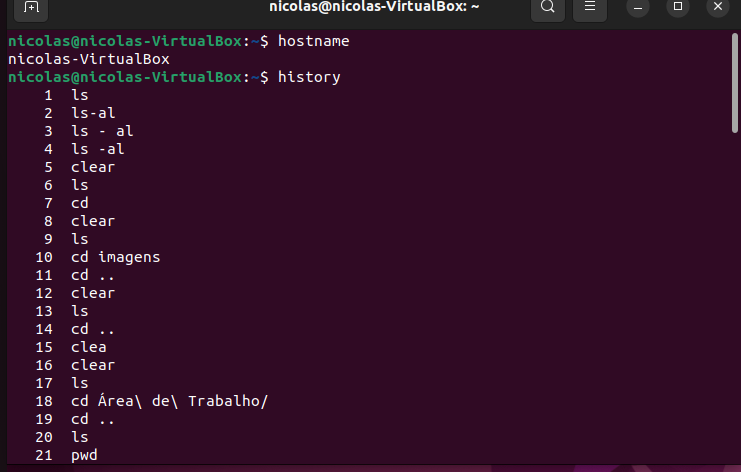 nicolas@nicolas-VirtualBox: ~
nicolas@nicolas-VirtualBox:~$ hostname
nicolas-VirtualBox
nicolas@nicolas-VirtualBox:~$ history
1 ls
2 ls-al
3 ls - al
4 ls -al
5 clear
6 ls
7 cd
8 clear
9 ls
10 cd imagens
11 cd ..
12 clear
13 ls
14 cd ..
15 clea
16 clear
17 ls
18 cd Área\ de\ Trabalho/
19 cd ..
20 ls
21 pwd